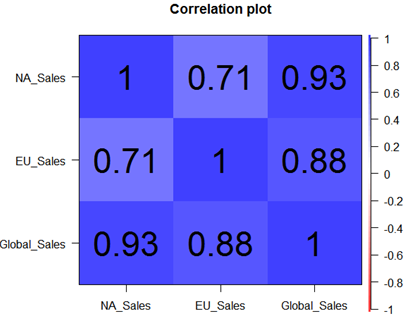 Correlation plot
NA_Sales 1 0.71 0.93
EU_Sales 0.71 1 0.88
Global_Sales 0.93 0.88 1
NA_Sales EU_Sales Global_Sales
1
0.8
0.6
0.4
0.2
0
-0.2
-0.4
-0.6
-0.8
-1